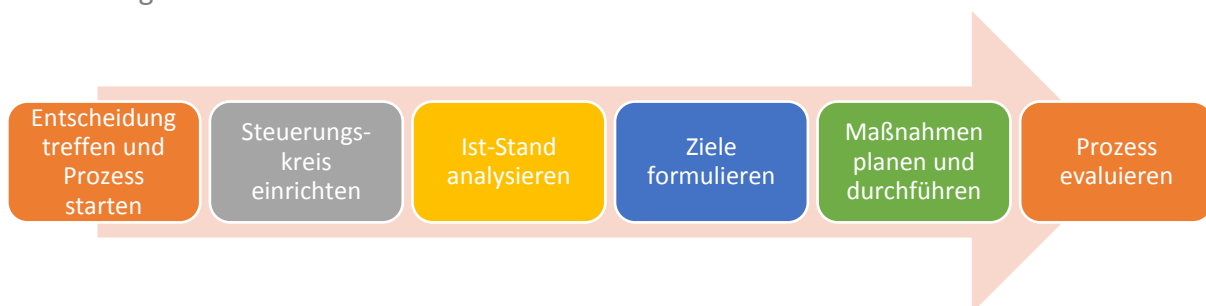 Entscheidung
treffen und
Prozess
starten
Steuerungs-
kreis
einrichten
Ist-Stand
analysieren
Ziele
formulieren
Maßnahmen
planen und
durchführen
Prozess
evaluieren